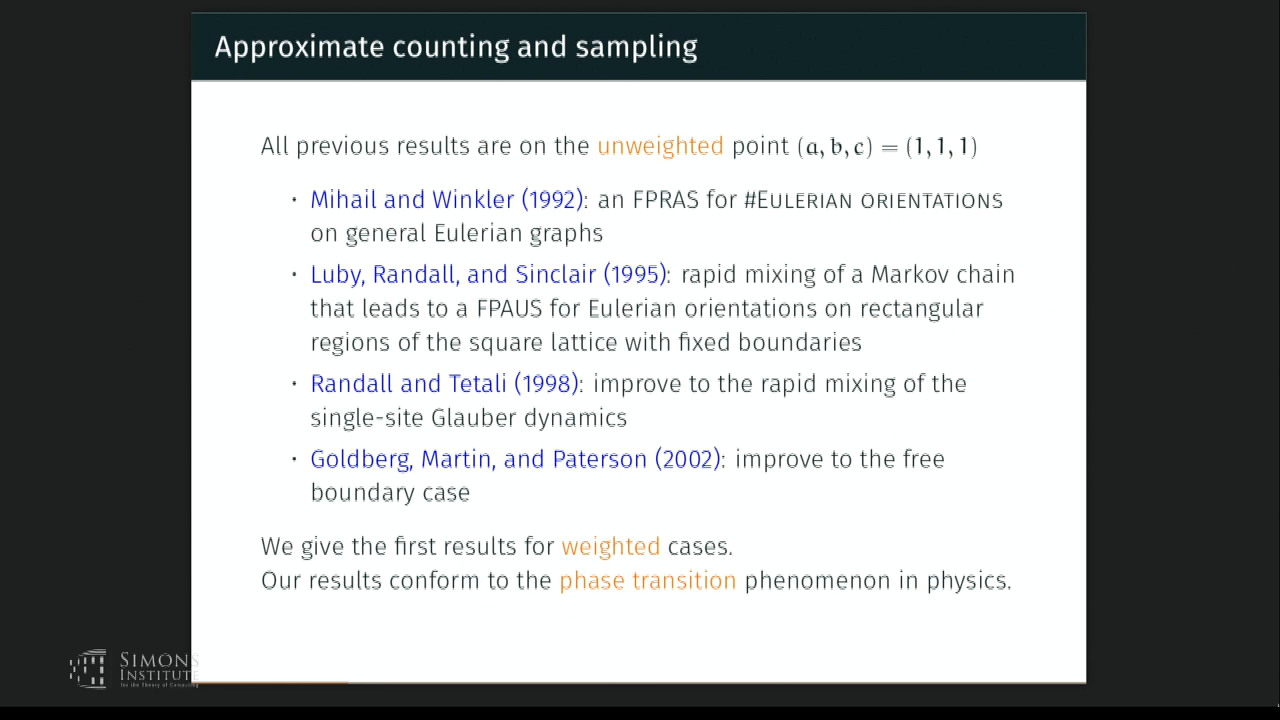 Approximate counting and sampling
All previous results are on the unweighted point (a, b, c) = (1, 1, 1)
· Mihail and Winkler (1992): an FPRAS for #EULERIAN ORIENTATIONS
on general Eulerian graphs
· Luby, Randall, and Sinclair (1995): rapid mixing of a Markov chain
that leads to a FPAUS for Eulerian orientations on rectangular
regions of the square lattice with fixed boundaries
· Randall and Tetali (1998): improve to the rapid mixing of the
single-site Glauber dynamics
· Goldberg, Martin, and Paterson (2002): improve to the free
boundary case
We give the first results for weighted cases.
Our results conform to the phase transition phenomenon in physics.
SIMONS
INSTITUTE
for the Theory of Computing